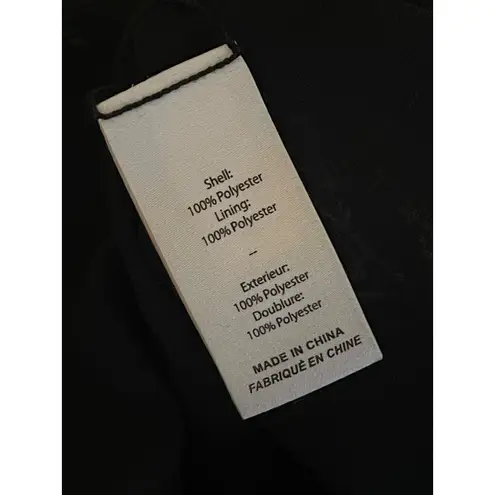 Shell:
100% Polyester
Lining:
100% Polyester
–
Exterieur:
100% Polyester
Doublure:
100% Polyester
MADE IN CHINA
FABRIQUÈ EN CHINE